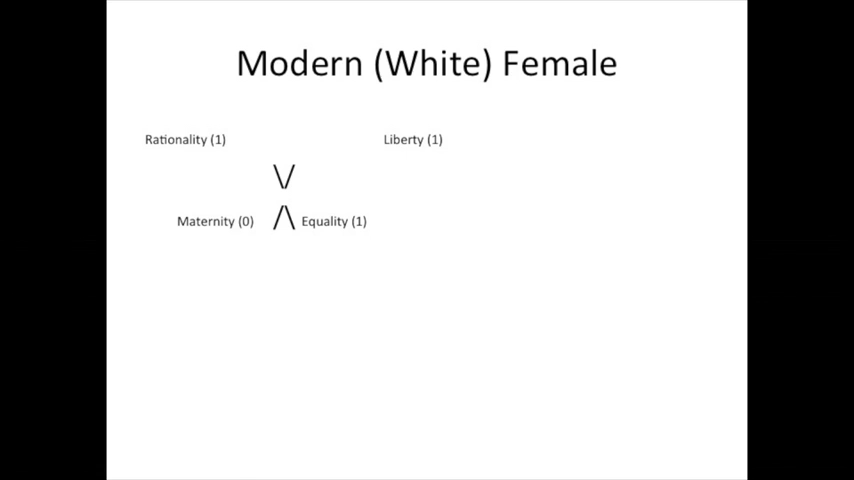 Modern (White) Female
Rationality (1) Liberty (1)
\/
Maternity (0) /\ Equality (1)